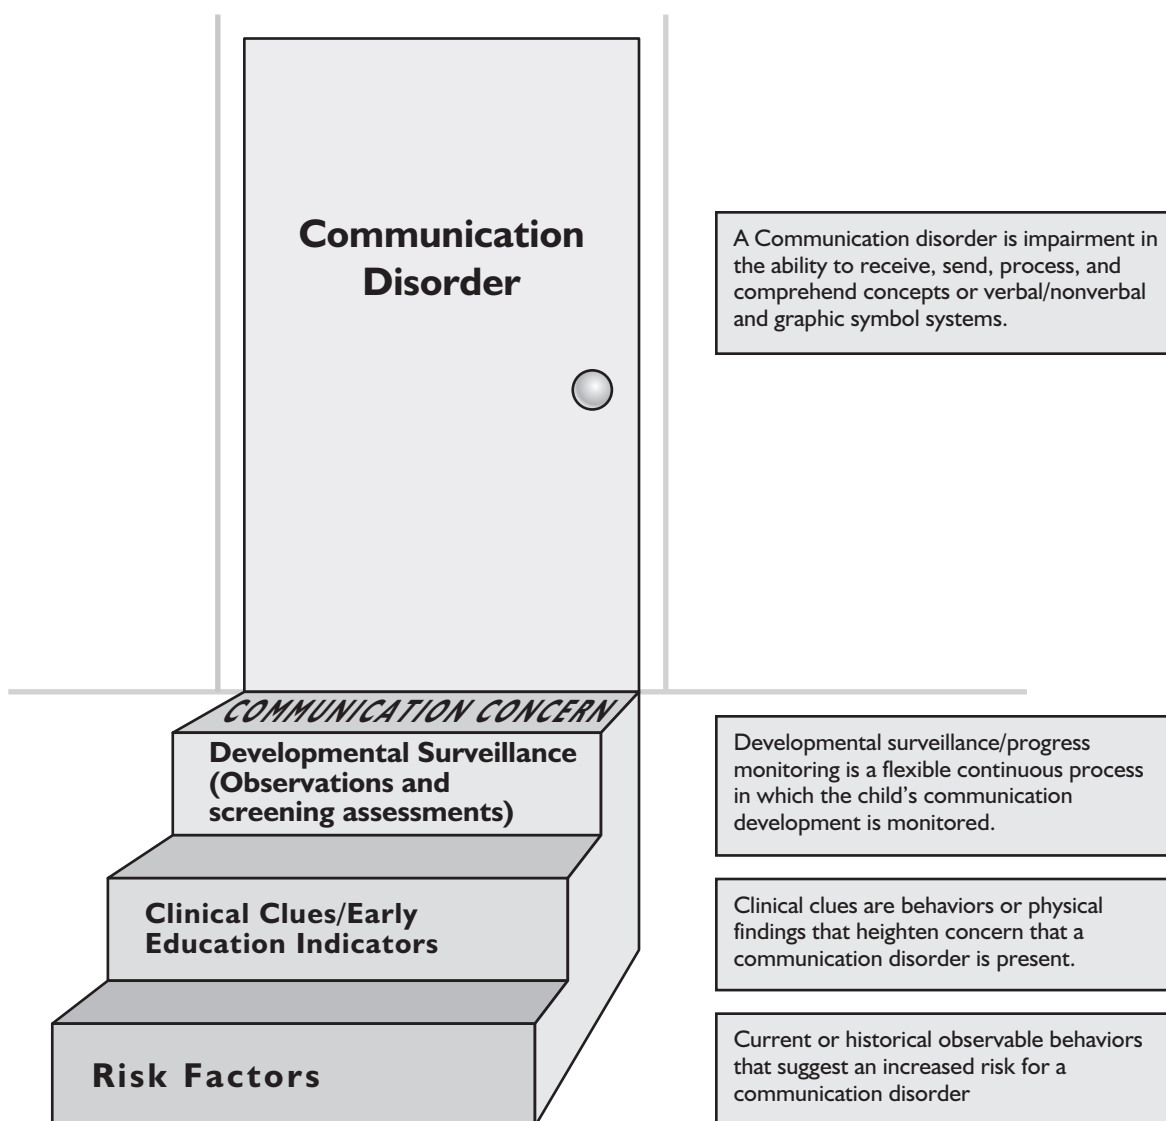 Communication
Disorder
A Communication disorder is impairment in
the ability to receive, send, process, and
comprehend concepts or verbal/nonverbal
and graphic symbol systems.
COMMUNICATION CONCERN
Developmental Surveillance
(Observations and
screening assessments)
Developmental surveillance/progress
monitoring is a flexible continuous process
in which the child’s communication
development is monitored.
Clinical Clues/Early
Education Indicators
Clinical clues are behaviors or physical
findings that heighten concern that a
communication disorder is present.
Risk Factors
Current or historical observable behaviors
that suggest an increased risk for a
communication disorder